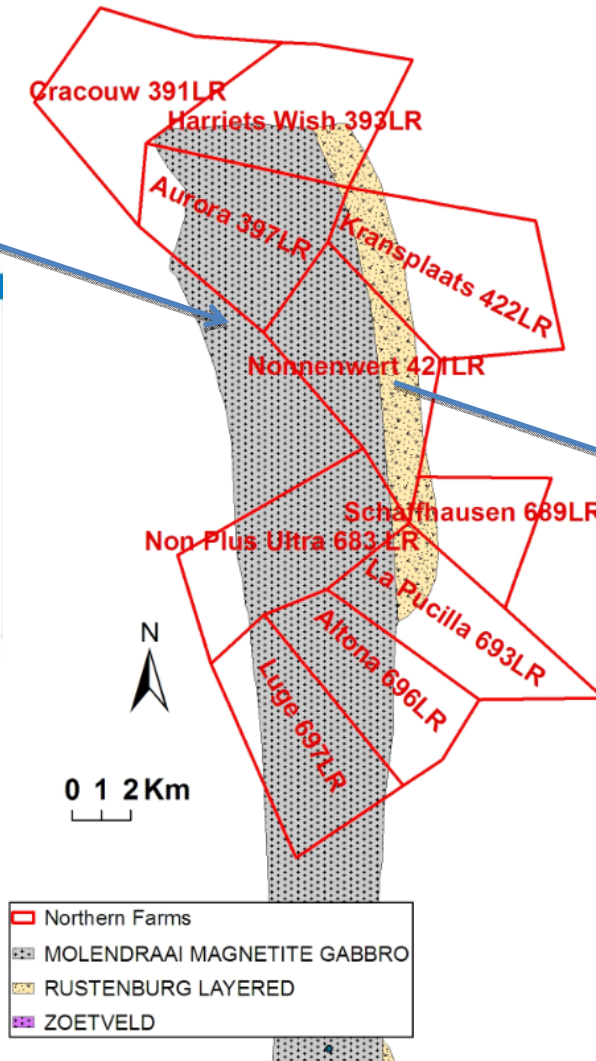 Cracouw 391LR
Harriets Wish 393LR
Aurora 397LR
Kransplaats 422LR
Nonnenwert 421LR
Schaffhausen 689LR
Non Plus Ultra 683 LR
La Pucilla 693LR
Altona 696LR
Luge 697LR
N
0 1 2 Km
Northern Farms
MOLENDRAAI MAGNETITE GABBRO
RUSTENBURG LAYERED
ZOETVELD